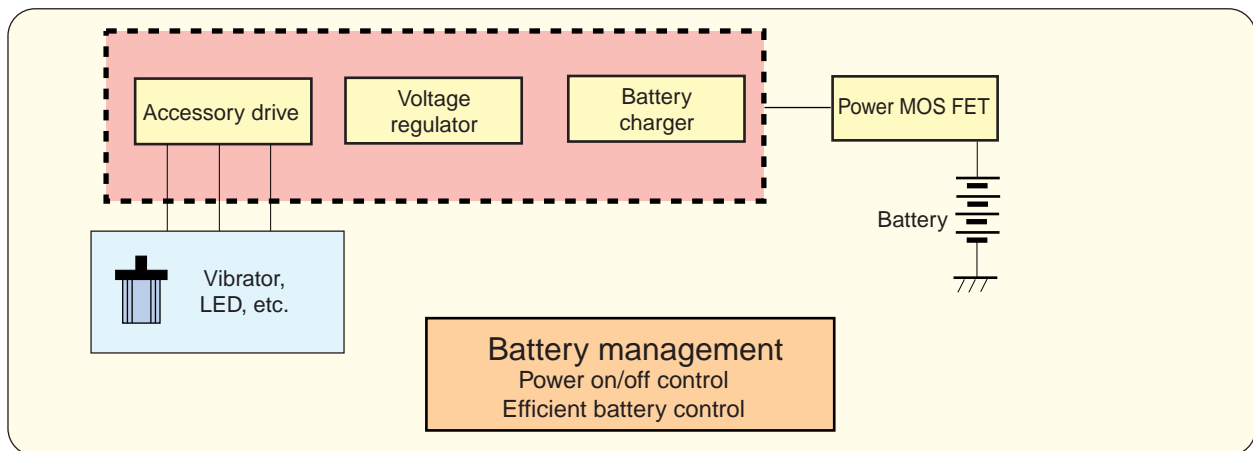 Accessory drive
Voltage
regulator
Battery
charger
Power MOS FET
Battery
Vibrator,
LED, etc.
Battery management
Power on/off control
Efficient battery control